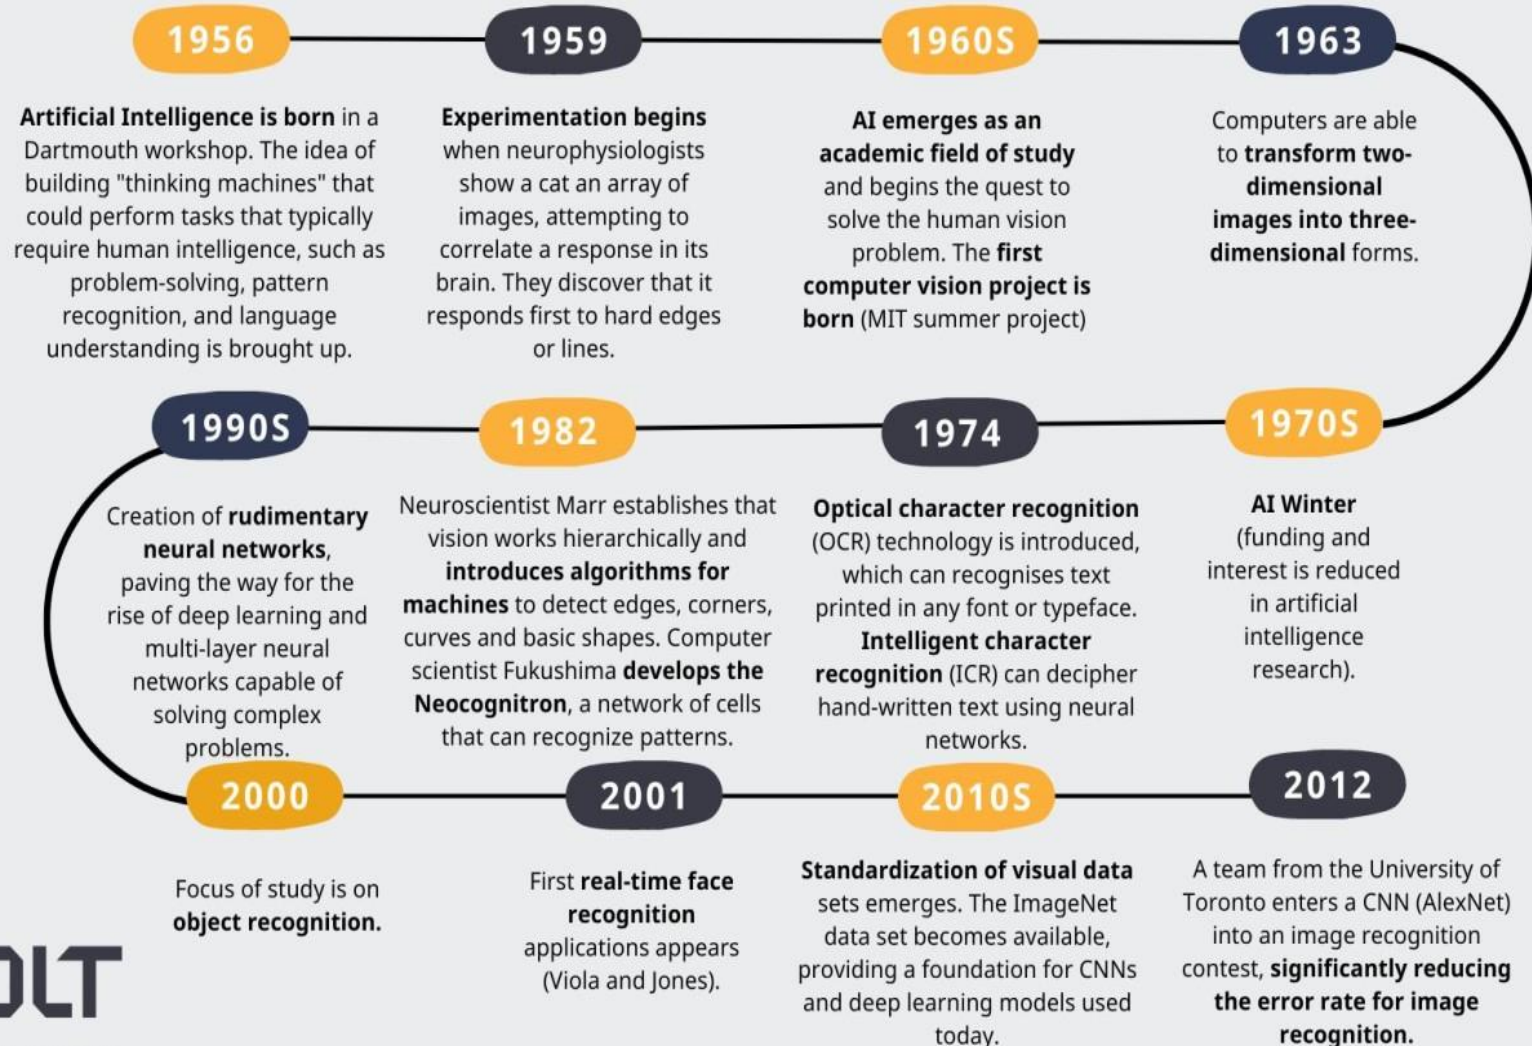 1956
Artificial Intelligence is born in a
Dartmouth workshop. The idea of
building "thinking machines" that
could perform tasks that typically
require human intelligence, such as
problem-solving, pattern
recognition, and language
understanding is brought up.
1959
Experimentation begins
when neurophysiologists
show a cat an array of
images, attempting to
correlate a response in its
brain. They discover that it
responds first to hard edges
or lines.
1960S
AI emerges as an
academic field of study
and begins the quest to
solve the human vision
problem. The first
computer vision project is
born (MIT summer project)
1963
Computers are able
to transform two-
dimensional
images into three-
dimensional forms.
1970S
AI Winter
(funding and
interest is reduced
in artificial
intelligence
research).
1974
Optical character recognition
(OCR) technology is introduced,
which can recognises text
printed in any font or typeface.
Intelligent character
recognition (ICR) can decipher
hand-written text using neural
networks.
1982
Neuroscientist Marr establishes that
vision works hierarchically and
introduces algorithms for
machines to detect edges, corners,
curves and basic shapes. Computer
scientist Fukushima develops the
Neocognitron, a network of cells
that can recognize patterns.
1990S
Creation of rudimentary
neural networks,
paving the way for the
rise of deep learning and
multi-layer neural
networks capable of
solving complex
problems.
2000
Focus of study is on
object recognition.
2001
First real-time face
recognition
applications appears
(Viola and Jones).
2010S
Standardization of visual data
sets emerges. The ImageNet
data set becomes available,
providing a foundation for CNNs
and deep learning models used
today.
2012
A team from the University of
Toronto enters a CNN (AlexNet)
into an image recognition
contest, significantly reducing
the error rate for image
recognition.